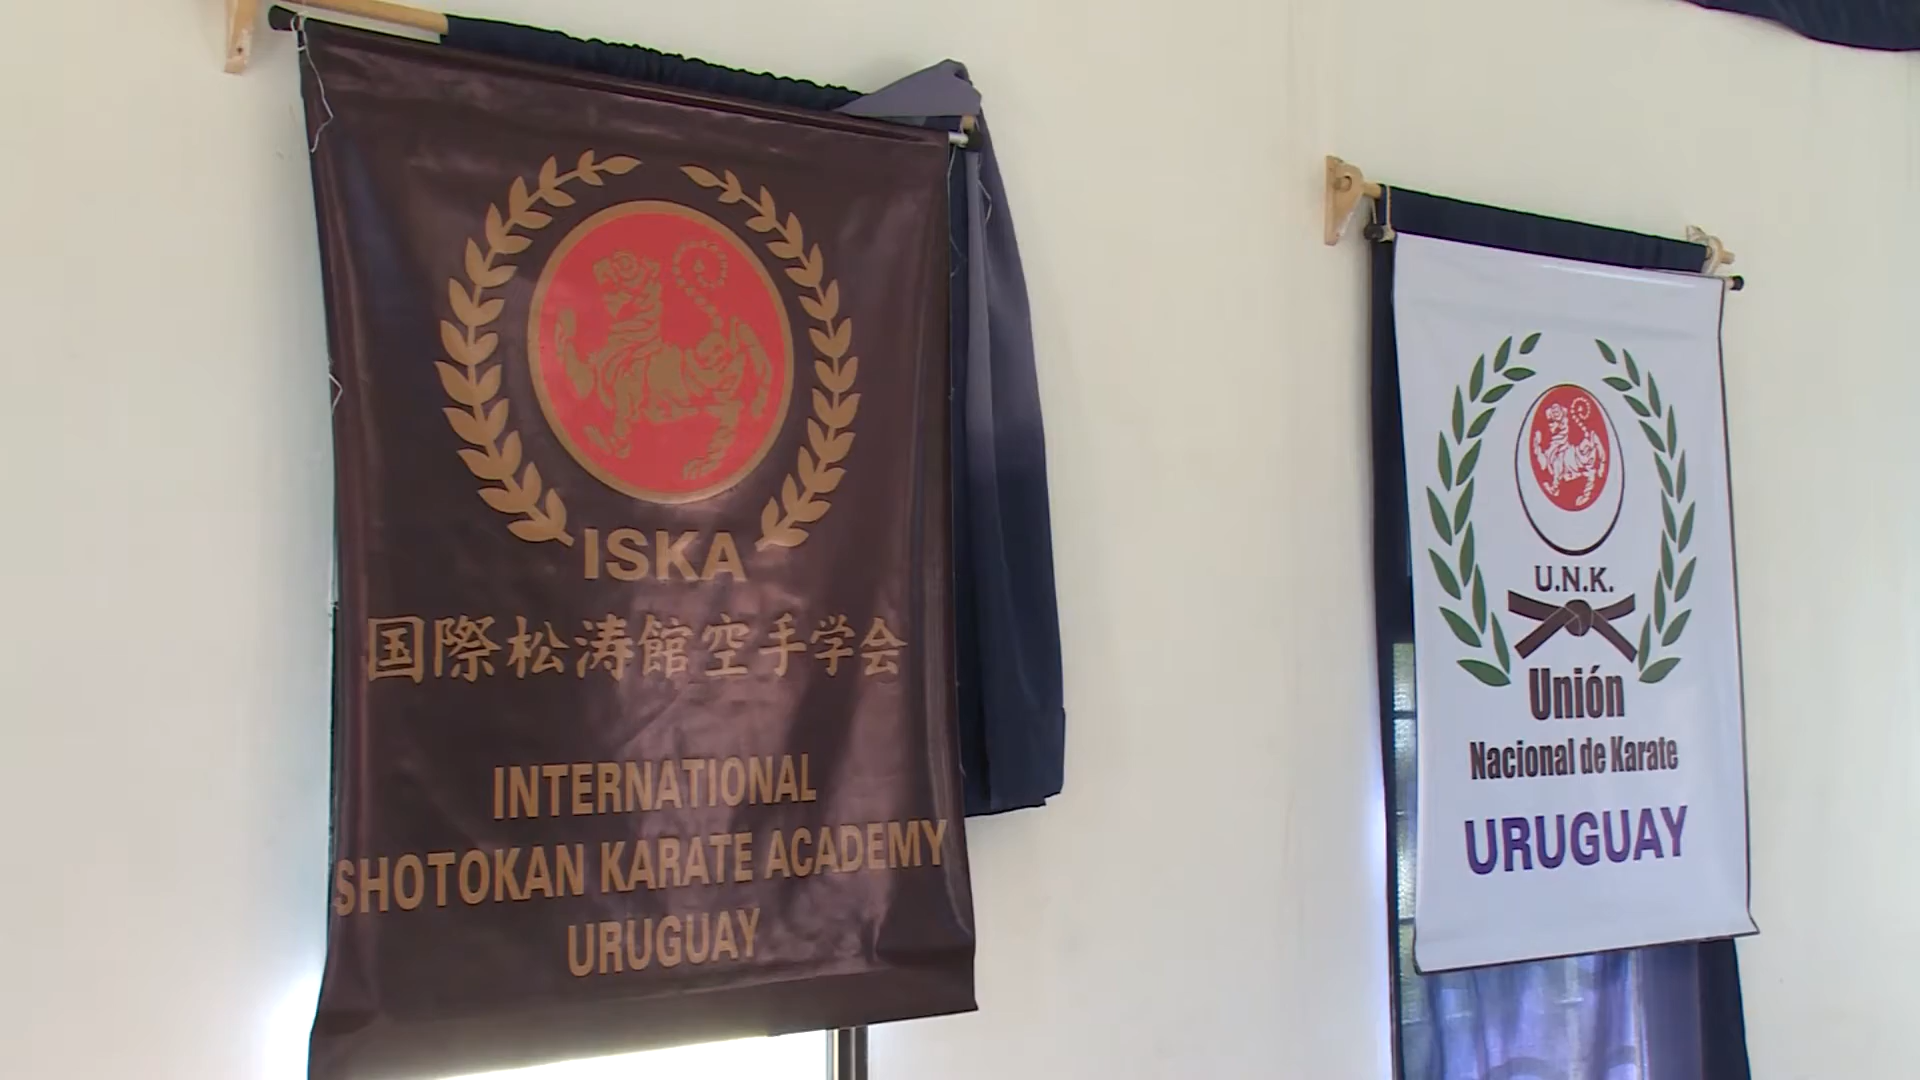 ISKA
国際松涛館空手学会
INTERNATIONAL
SHOTOKAN KARATE ACADEMY
URUGUAY
U.N.K.
Unión
Nacional de Karate
URUGUAY